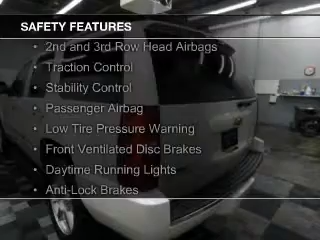 SAFETY FEATURES
• 2nd and 3rd Row Head Airbags
• Traction Control
• Stability Control
• Passenger Airbag
• Low Tire Pressure Warning
• Front Ventilated Disc Brakes
• Daytime Running Lights
• Anti-Lock Brakes